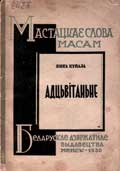 МАСТАЦКАЕ СЛОВА
МАСАМ
ЯНКА КУПАЛА
АДЦЬВІТАНЬНЕ
БЕЛАРУСКАЕ ДЗЯРЖАЎНАЕ
ВЫДАВЕЦТВА
МЕНСК—1930